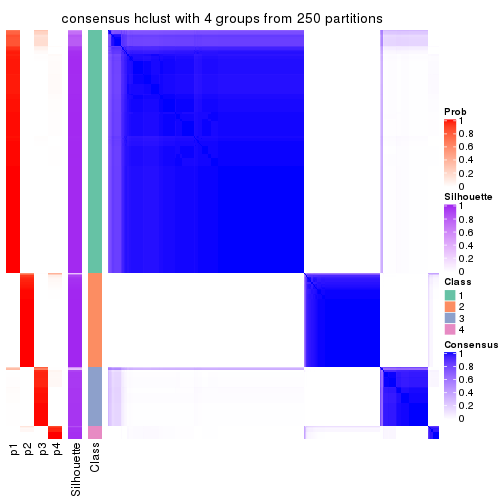 consensus hclust with 4 groups from 250 partitions
Prob
1
0.8
0.6
0.4
0.2
0
Silhouette
1
0.8
0.6
0.4
0.2
0
Class
1
2
3
4
Consensus
1
0.8
0.6
0.4
0.2
0
p1
p2
p3
p4
Silhouette
Class